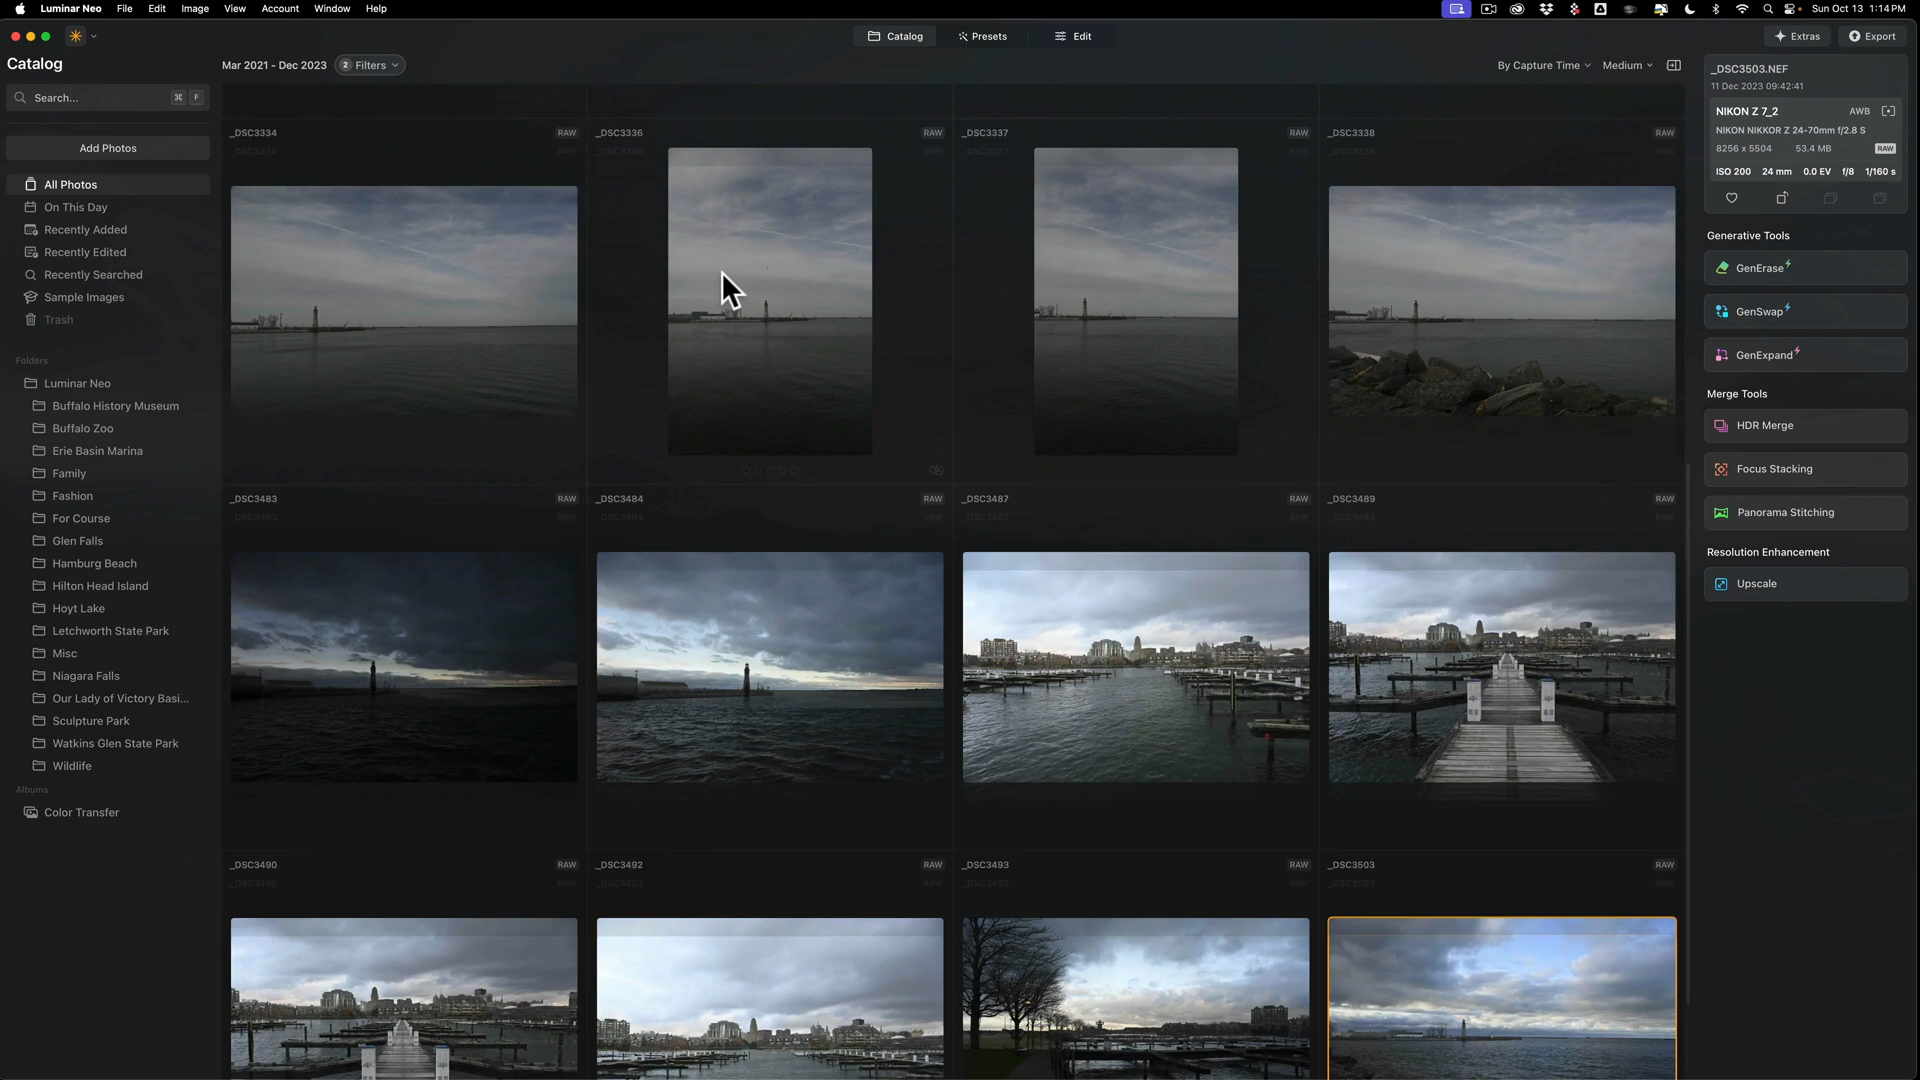 Luminar Neo File Edit Image View Account Window Help Sun Oct 13 1:14 PM
Catalog Presets Edit Extras Export
Catalog Mar 2021 - Dec 2023 2 Filters By Capture Time Medium
Search... ⌘ F
Add Photos
All Photos
On This Day
Recently Added
Recently Edited
Recently Searched
Sample Images
Trash
Folders
Luminar Neo
Buffalo History Museum
Buffalo Zoo
Erie Basin Marina
Family
Fashion
For Course
Glen Falls
Hamburg Beach
Hilton Head Island
Hoyt Lake
Letchworth State Park
Misc
Niagara Falls
Our Lady of Victory Basi...
Sculpture Park
Watkins Glen State Park
Wildlife
Albums
Color Transfer
_DSC3334 RAW _DSC3336 RAW _DSC3337 RAW _DSC3338 RAW
_DSC3483 RAW _DSC3484 RAW _DSC3487 RAW _DSC3489 RAW
_DSC3490 RAW _DSC3492 RAW _DSC3493 RAW _DSC3503 RAW
_DSC3503.NEF
11 Dec 2023 09:42:41
NIKON Z 7_2 AWB
NIKON NIKKOR Z 24-70mm f/2.8 S
8256 x 5504 53.4 MB RAW
ISO 200 24 mm 0.0 EV f/8 1/160 s
Generative Tools
GenErase
GenSwap
GenExpand
Merge Tools
HDR Merge
Focus Stacking
Panorama Stitching
Resolution Enhancement
Upscale